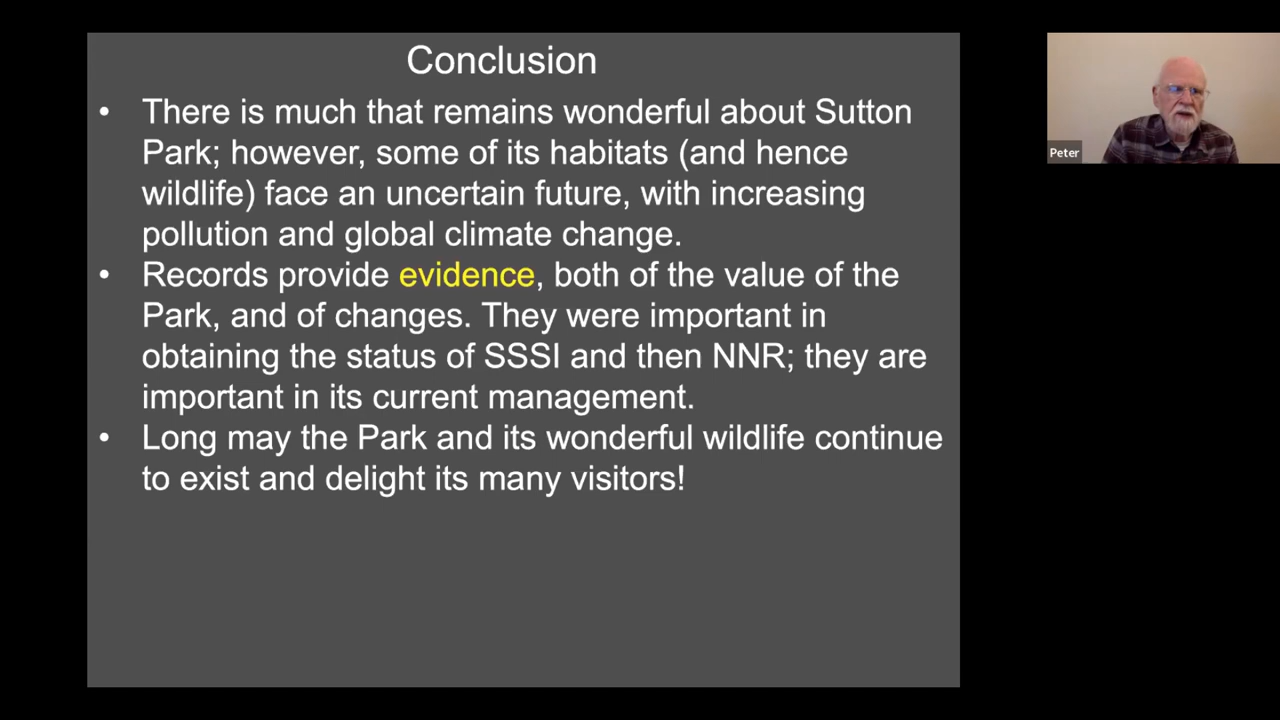 Conclusion
• There is much that remains wonderful about Sutton
Park; however, some of its habitats (and hence
wildlife) face an uncertain future, with increasing
pollution and global climate change.
• Records provide evidence, both of the value of the
Park, and of changes. They were important in
obtaining the status of SSSI and then NNR; they are
important in its current management.
• Long may the Park and its wonderful wildlife continue
to exist and delight its many visitors!
Peter